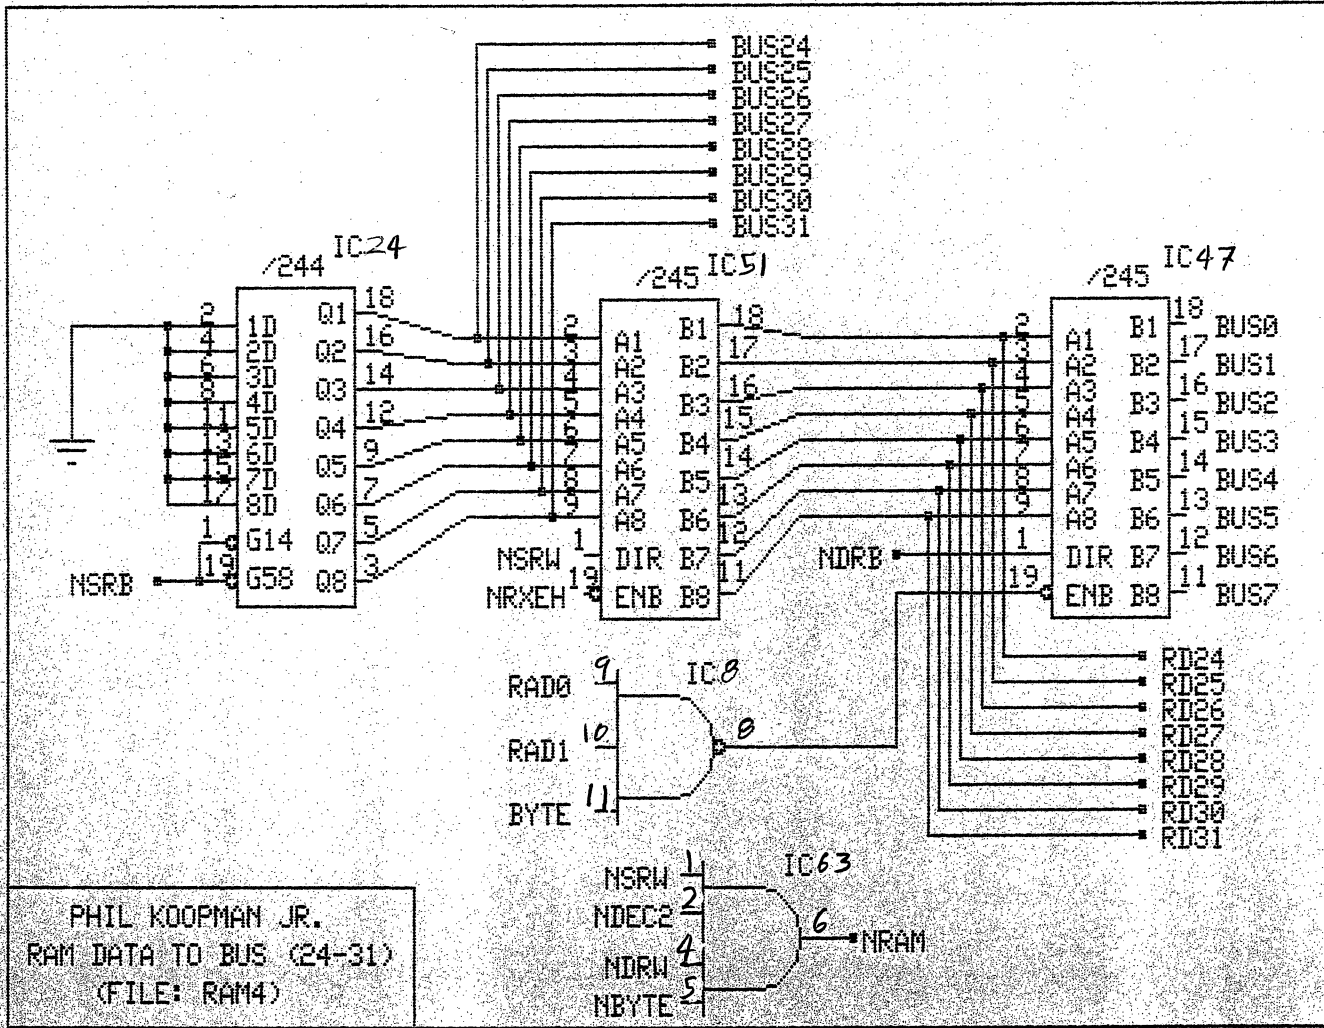 BUS24
BUS25
BUS26
BUS27
BUS28
BUS29
BUS30
BUS31
/244 IC24
/245 IC51
/245 IC47
2 1D Q1 18
4 2D Q2 16
6 3D Q3 14
8 4D Q4 12
11 5D Q5 9
13 6D Q6 7
15 7D Q7 5
17 8D Q8 3
1 G14
19 G58
NSRB
2 A1 B1 18
3 A2 B2 17
4 A3 B3 16
5 A4 B4 15
6 A5 B5 14
7 A6 B6 13
8 A7 B7 12
9 A8 B8 11
NSRW 1 DIR
NRXEH 19 ENB
2 A1 B1 18 BUS0
3 A2 B2 17 BUS1
4 A3 B3 16 BUS2
5 A4 B4 15 BUS3
6 A5 B5 14 BUS4
7 A6 B6 13 BUS5
8 A7 B7 12 BUS6
9 A8 B8 11 BUS7
NDRB 1 DIR
19 ENB
RD24
RD25
RD26
RD27
RD28
RD29
RD30
RD31
IC8
RAD0 9
RAD1 10 8
BYTE 11
IC63
NSRW 1
NDEC2 2
6 NRAM
NDRW 4
NBYTE 5
PHIL KOOPMAN JR.
RAM DATA TO BUS (24-31)
(FILE: RAM4)